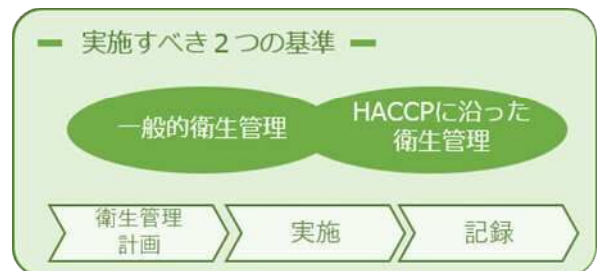 実施すべき2つの基準
一般的衛生管理
HACCPに沿った
衛生管理
衛生管理
計画
実施
記録